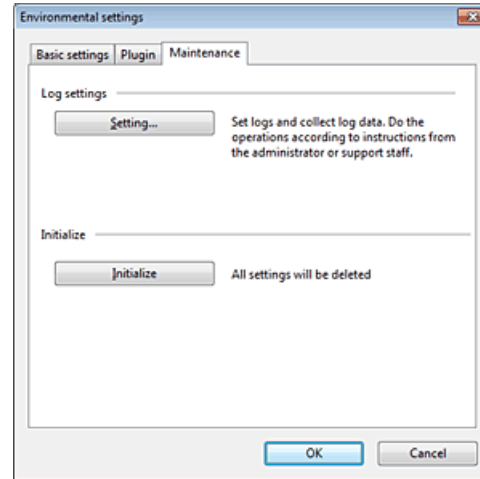 Environmental settings
Basic settings Plugin Maintenance
Log settings
Setting... Set logs and collect log data. Do the
operations according to instructions from
the administrator or support staff.
Initialize
Initialize All settings will be deleted
OK Cancel